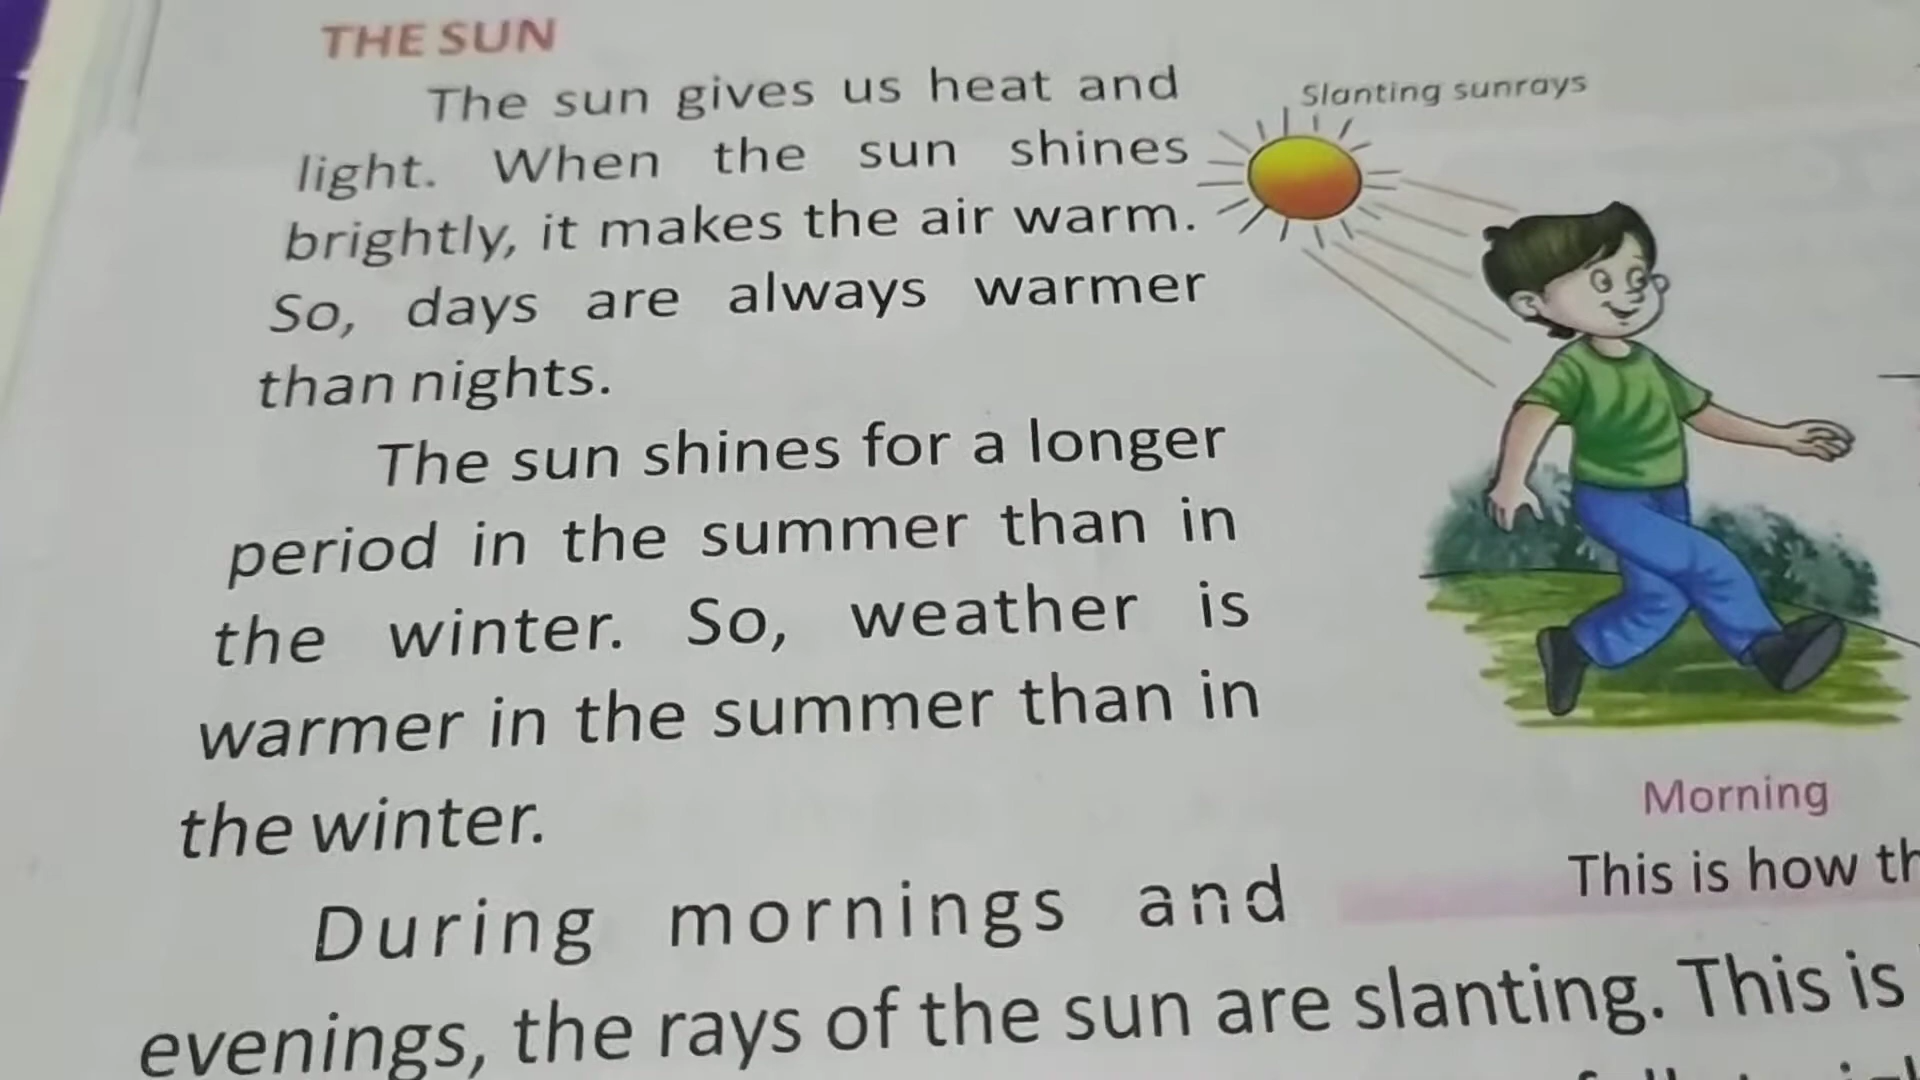 THE SUN
The sun gives us heat and
light. When the sun shines
brightly, it makes the air warm.
So, days are always warmer
than nights.
The sun shines for a longer
period in the summer than in
the winter. So, weather is
warmer in the summer than in
the winter.
During mornings and
evenings, the rays of the sun are slanting. This is
Slanting sunrays
Morning
This is how